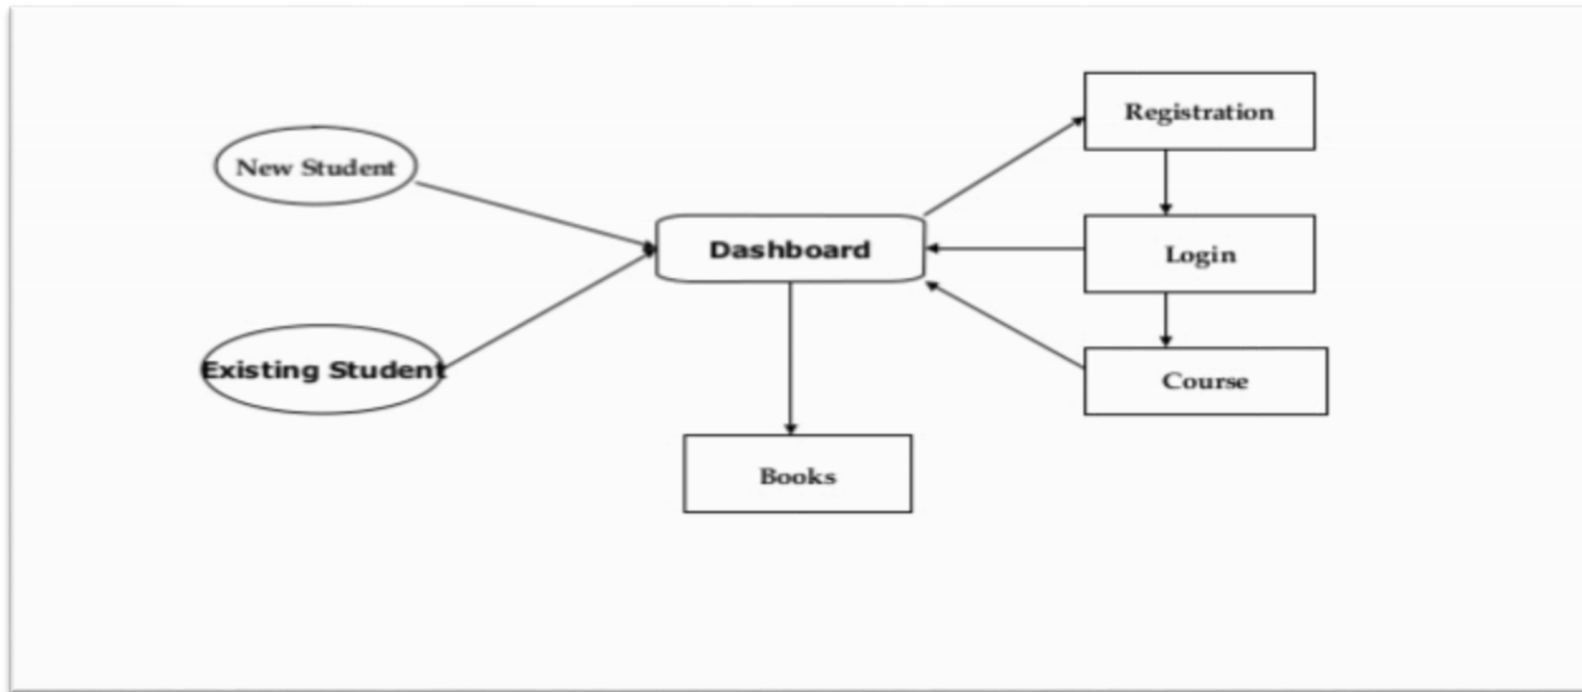 Registration
New Student
Dashboard
Login
Existing Student
Course
Books